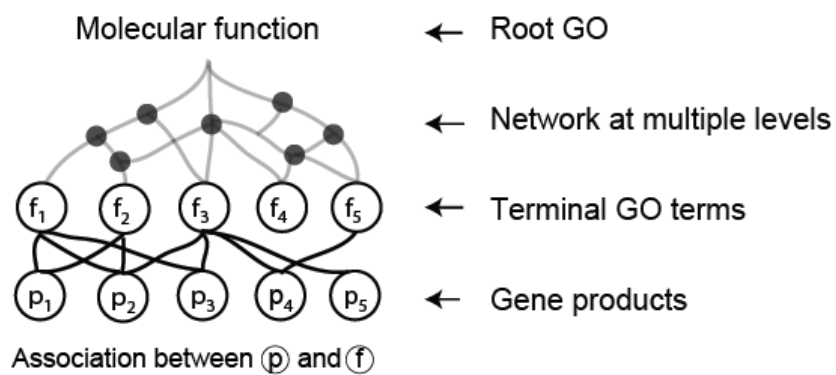 Molecular function ← Root GO
← Network at multiple levels
f₁ f₂ f₃ f₄ f₅ ← Terminal GO terms
p₁ p₂ p₃ p₄ p₅ ← Gene products
Association between ⓟ and ⓕ